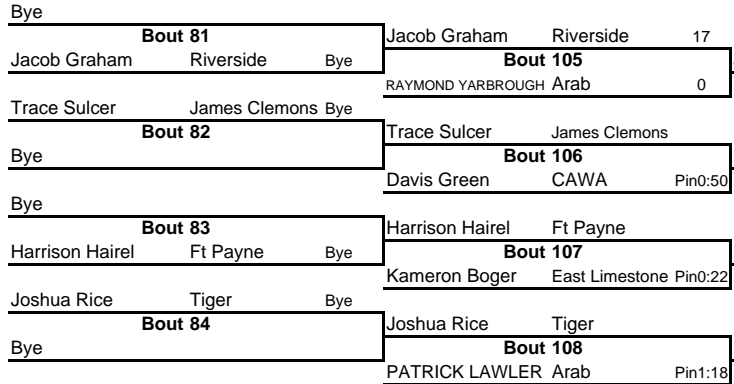 Bye
Bout 81
Jacob Graham Riverside Bye
Jacob Graham Riverside 17
Bout 105
RAYMOND YARBROUGH Arab 0
Trace Sulcer James Clemons Bye
Bout 82
Bye
Trace Sulcer James Clemons
Bout 106
Davis Green CAWA Pin0:50
Bye
Bout 83
Harrison Hairel Ft Payne Bye
Harrison Hairel Ft Payne
Bout 107
Kameron Boger East Limestone Pin0:22
Joshua Rice Tiger Bye
Bout 84
Bye
Joshua Rice Tiger
Bout 108
PATRICK LAWLER Arab Pin1:18